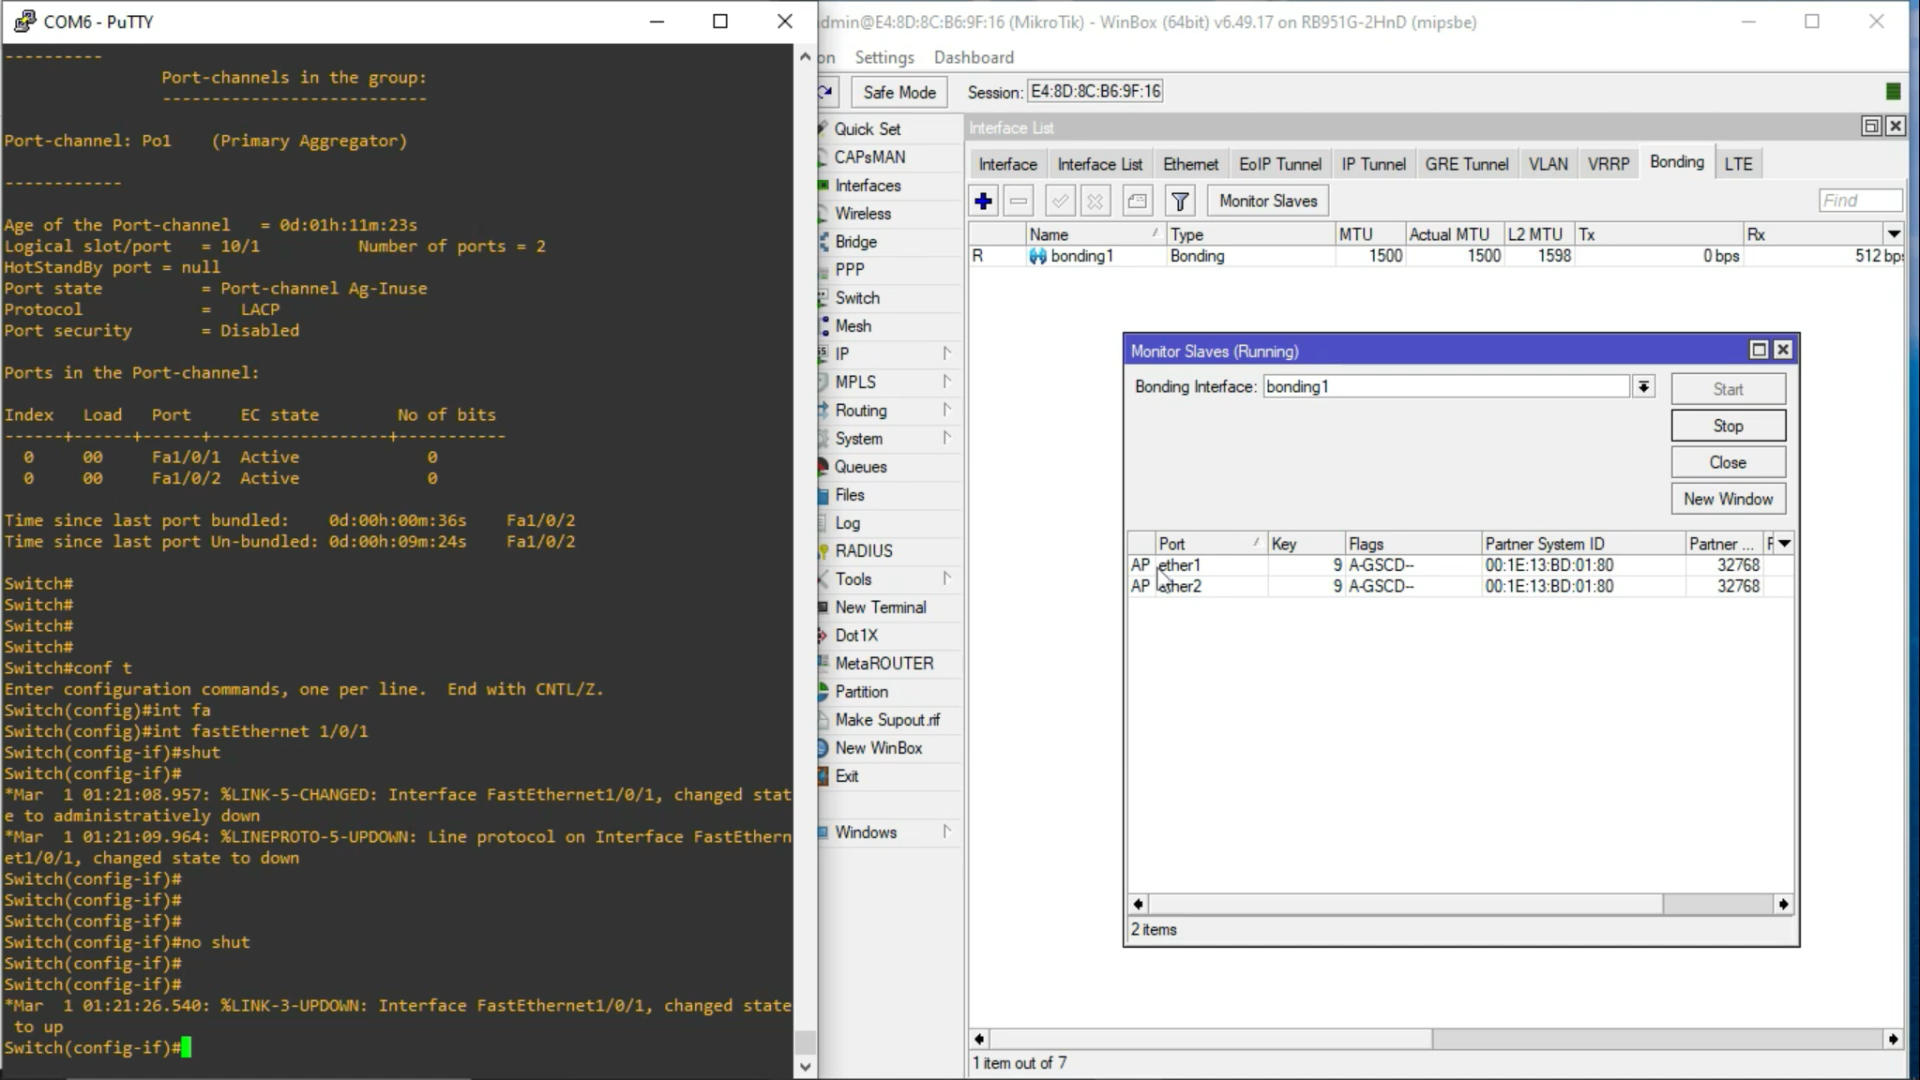 COM6 - PuTTY
----------
Port-channels in the group:
---------------------------
Port-channel: Po1    (Primary Aggregator)
------------
Age of the Port-channel   = 0d:01h:11m:23s
Logical slot/port   = 10/1          Number of ports = 2
HotStandBy port = null
Port state          = Port-channel Ag-Inuse
Protocol            =   LACP
Port security       = Disabled
Ports in the Port-channel:
Index   Load   Port     EC state        No of bits
------+------+------+------------------+-----------
0     00     Fa1/0/1  Active             0
0     00     Fa1/0/2  Active             0
Time since last port bundled:    0d:00h:00m:36s    Fa1/0/2
Time since last port Un-bundled: 0d:00h:09m:24s    Fa1/0/2
Switch#
Switch#
Switch#
Switch#
Switch#conf t
Enter configuration commands, one per line.  End with CNTL/Z.
Switch(config)#int fa
Switch(config)#int fastEthernet 1/0/1
Switch(config-if)#shut
Switch(config-if)#
*Mar  1 01:21:08.957: %LINK-5-CHANGED: Interface FastEthernet1/0/1, changed stat
e to administratively down
*Mar  1 01:21:09.964: %LINEPROTO-5-UPDOWN: Line protocol on Interface FastEthern
et1/0/1, changed state to down
Switch(config-if)#
Switch(config-if)#
Switch(config-if)#
Switch(config-if)#no shut
Switch(config-if)#
Switch(config-if)#
*Mar  1 01:21:26.540: %LINK-3-UPDOWN: Interface FastEthernet1/0/1, changed state
to up
Switch(config-if)#
dmin@E4:8D:8C:B6:9F:16 (MikroTik) - WinBox (64bit) v6.49.17 on RB951G-2HnD (mipsbe)
on Settings Dashboard
Safe Mode Session: E4:8D:8C:B6:9F:16
Quick Set
CAPsMAN
Interfaces
Wireless
Bridge
PPP
Switch
Mesh
IP
MPLS
Routing
System
Queues
Files
Log
RADIUS
Tools
New Terminal
Dot1X
MetaROUTER
Partition
Make Supout.rif
New WinBox
Exit
Windows
Interface List
Interface Interface List Ethernet EoIP Tunnel IP Tunnel GRE Tunnel VLAN VRRP Bonding LTE
Monitor Slaves Find
Name Type MTU Actual MTU L2 MTU Tx Rx
R bonding1 Bonding 1500 1500 1598 0 bps 512 bps
Monitor Slaves (Running)
Bonding Interface: bonding1
Start
Stop
Close
New Window
Port Key Flags Partner System ID Partner ...
AP ether1 9 A-GSCD-- 00:1E:13:BD:01:80 32768
AP ether2 9 A-GSCD-- 00:1E:13:BD:01:80 32768
2 items
1 item out of 7